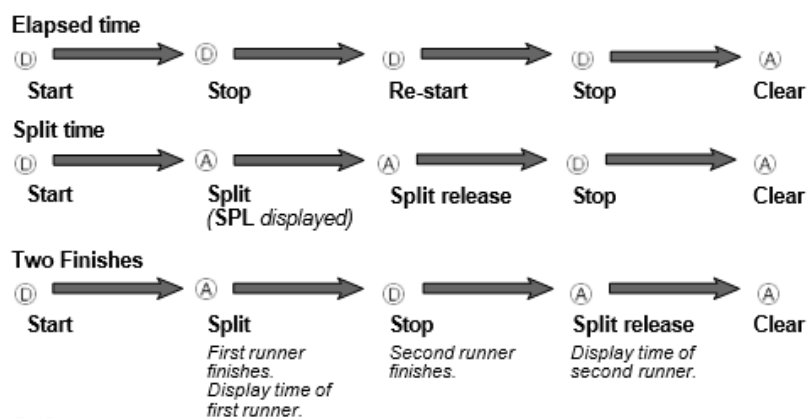 Elapsed time
Ⓓ Ⓓ Ⓓ Ⓓ Ⓐ
Start Stop Re-start Stop Clear
Split time
Ⓓ Ⓐ Ⓐ Ⓓ Ⓐ
Start Split Split release Stop Clear
(SPL displayed)
Two Finishes
Ⓓ Ⓐ Ⓓ Ⓐ Ⓐ
Start Split Stop Split release Clear
First runner Second runner Display time of
finishes. finishes. second runner.
Display time of
first runner.